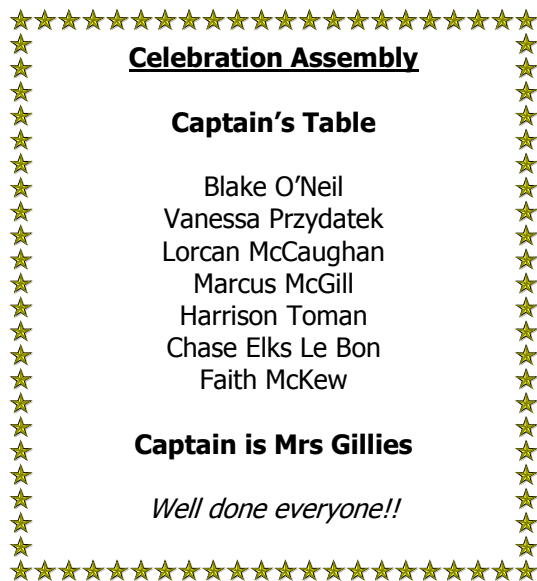 Celebration Assembly
Captain’s Table
Blake O’Neil
Vanessa Przydatek
Lorcan McCaughan
Marcus McGill
Harrison Toman
Chase Elks Le Bon
Faith McKew
Captain is Mrs Gillies
Well done everyone!!